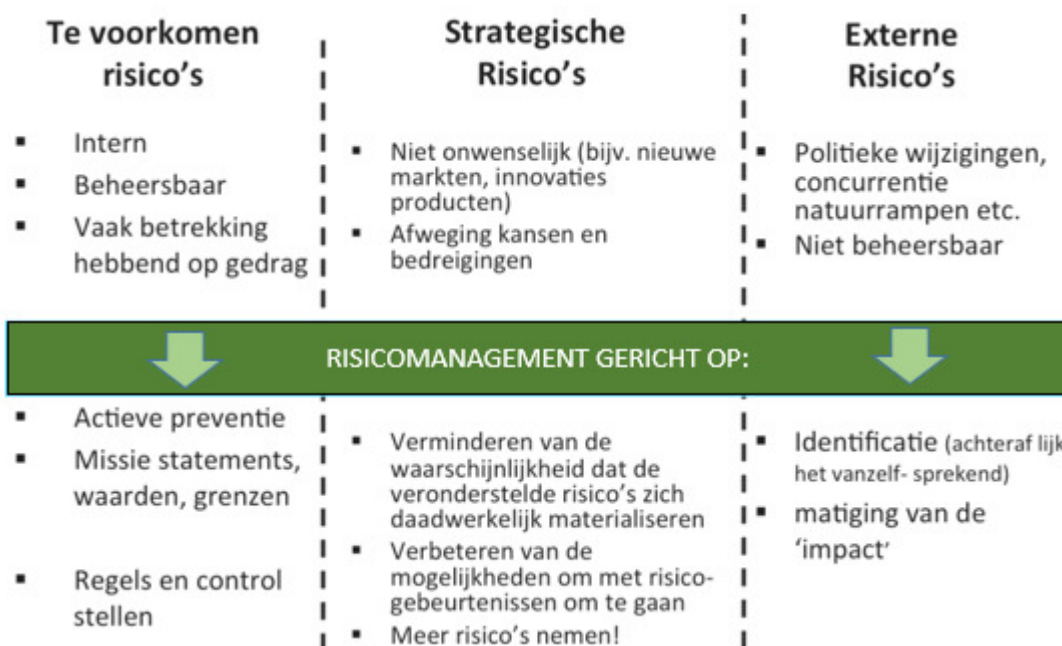 Te voorkomen
risico's
▪ Intern
▪ Beheersbaar
▪ Vaak betrekking
hebbend op gedrag
Strategische
Risico's
▪ Niet onwenselijk (bijv. nieuwe
markten, innovaties
producten)
▪ Afweging kansen en
bedreigingen
Externe
Risico's
▪ Politieke wijzigingen,
concurrentie
natuurrampen etc.
▪ Niet beheersbaar
RISICOMANAGEMENT GERICHT OP:
▪ Actieve preventie
▪ Missie statements,
waarden, grenzen
▪ Regels en control
stellen
▪ Verminderen van de
waarschijnlijkheid dat de
veronderstelde risico's zich
daadwerkelijk materialiseren
▪ Verbeteren van de
mogelijkheden om met risico-
gebeurtenissen om te gaan
▪ Meer risico's nemen!
▪ Identificatie (achteraf lijk
het vanzelf- sprekend)
▪ matiging van de
'impact'